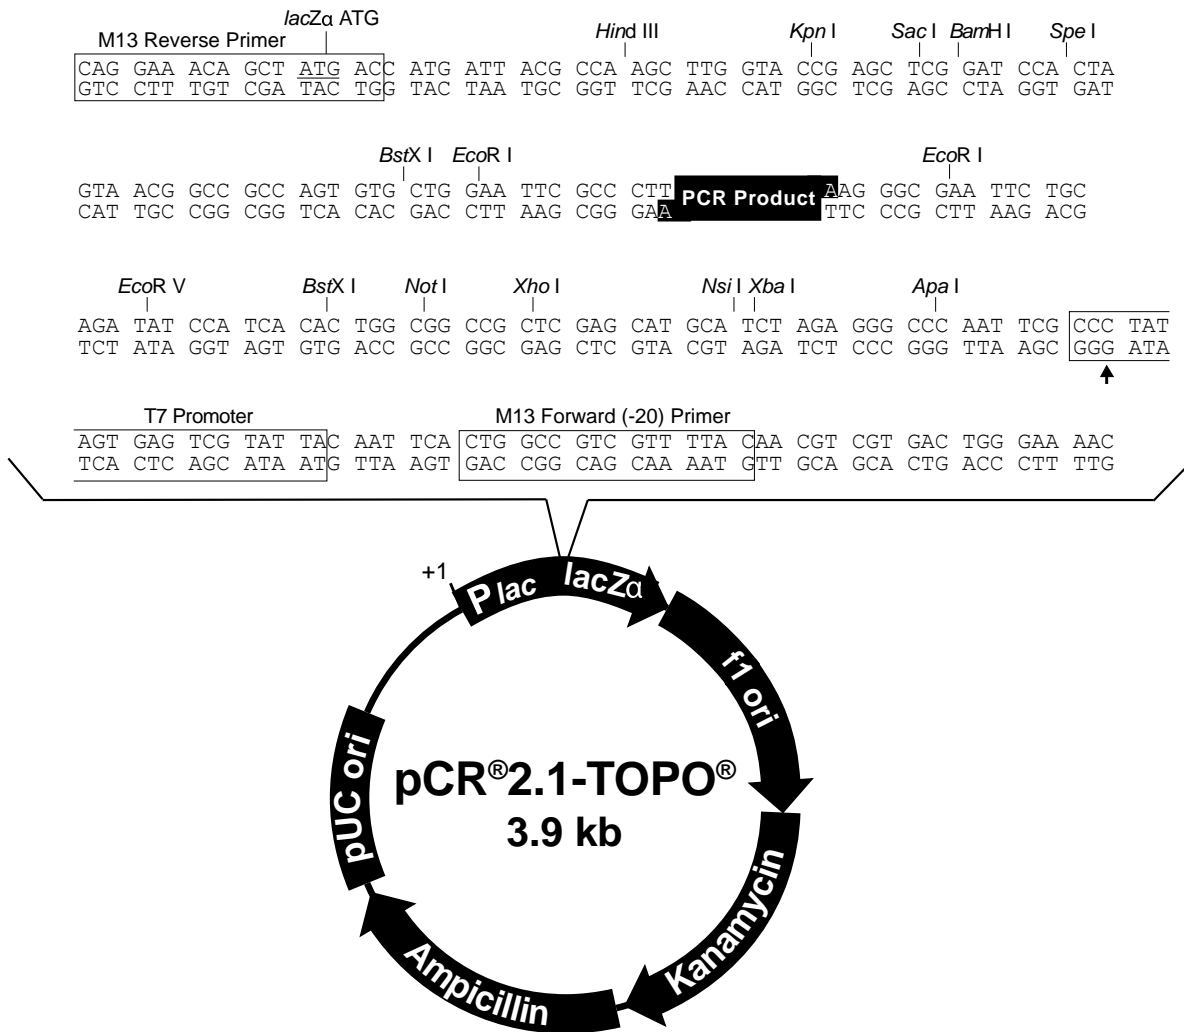 lacZα ATG
M13 Reverse Primer Hind III Kpn I Sac I BamH I Spe I
CAG GAA ACA GCT ATG ACC ATG ATT ACG CCA AGC TTG GTA CCG AGC TCG GAT CCA CTA
GTC CTT TGT CGA TAC TGG TAC TAA TGC GGT TCG AAC CAT GGC TCG AGC CTA GGT GAT
BstX I EcoR I EcoR I
GTA ACG GCC GCC AGT GTG CTG GAA TTC GCC CTT PCR Product AAG GGC GAA TTC TGC
CAT TGC CGG CGG TCA CAC GAC CTT AAG CGG GAA TTC CCG CTT AAG ACG
EcoR V BstX I Not I Xho I Nsi I Xba I Apa I
AGA TAT CCA TCA CAC TGG CGG CCG CTC GAG CAT GCA TCT AGA GGG CCC AAT TCG CCC TAT
TCT ATA GGT AGT GTG ACC GCC GGC GAG CTC GTA CGT AGA TCT CCC GGG TTA AGC GGG ATA
T7 Promoter M13 Forward (-20) Primer
AGT GAG TCG TAT TAC AAT TCA CTG GCC GTC GTT TTA CAA CGT CGT GAC TGG GAA AAC
TCA CTC AGC ATA ATG TTA AGT GAC CGG CAG CAA AAT GTT GCA GCA CTG ACC CTT TTG
+1
P lac lacZα
f1 ori
pUC ori
pCR®2.1-TOPO®
3.9 kb
Kanamycin
Ampicillin